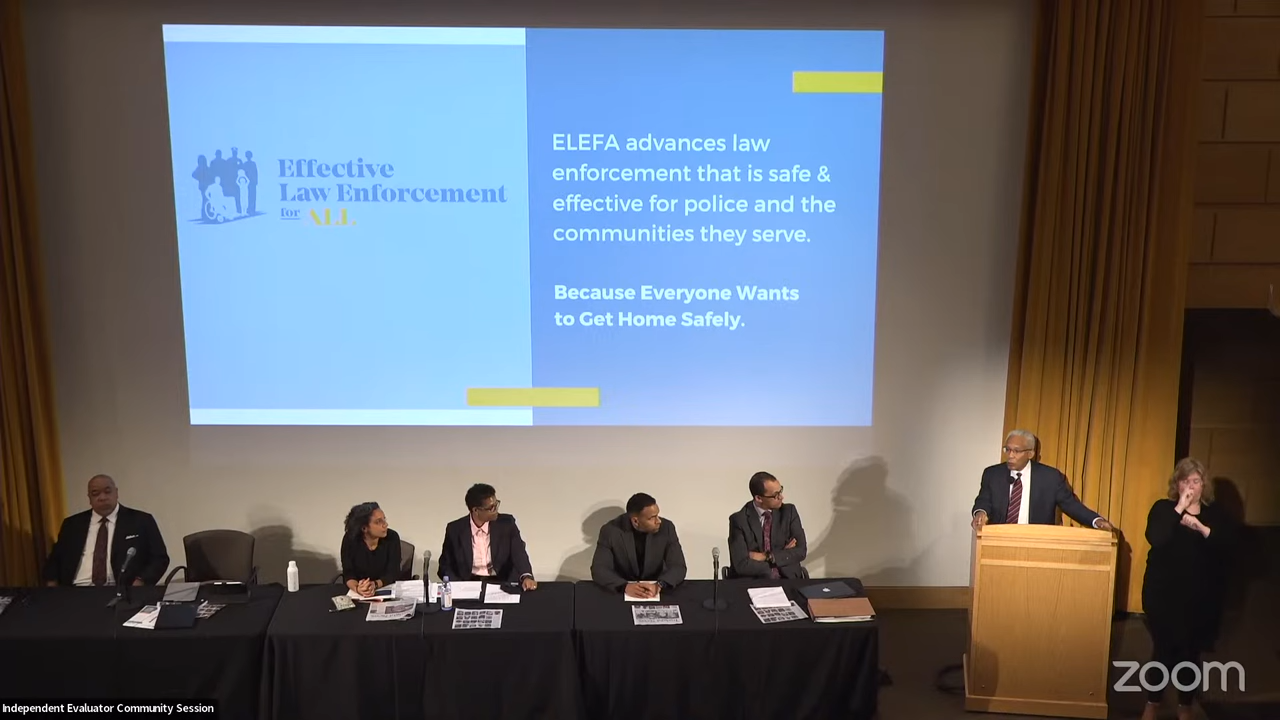 Effective
Law Enforcement
for ALL
ELEFA advances law
enforcement that is safe &
effective for police and the
communities they serve.
Because Everyone Wants
to Get Home Safely.
Independent Evaluator Community Session
zoom